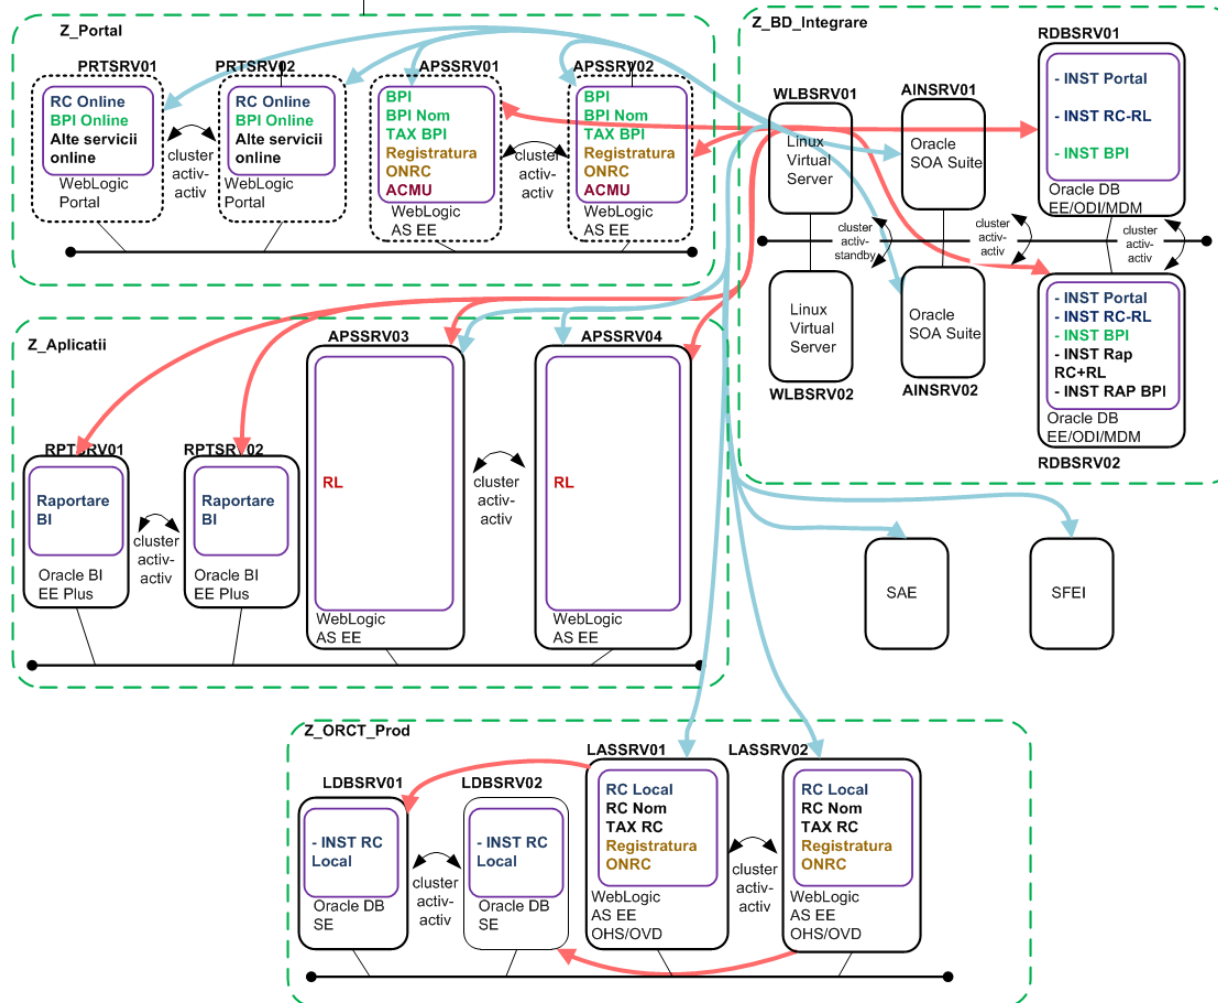 Z_Portal
PRTSRV01
RC Online
BPI Online
Alte servicii
online
WebLogic
Portal
cluster
activ-
activ
PRTSRV02
RC Online
BPI Online
Alte servicii
online
WebLogic
Portal
APSSRV01
BPI
BPI Nom
TAX BPI
Registratura
ONRC
ACMU
WebLogic
AS EE
cluster
activ-
activ
APSSRV02
BPI
BPI Nom
TAX BPI
Registratura
ONRC
ACMU
WebLogic
AS EE
Z_BD_Integrare
WLBSRV01
Linux
Virtual
Server
AINSRV01
Oracle
SOA Suite
RDBSRV01
- INST Portal
- INST RC-RL
- INST BPI
Oracle DB
EE/ODI/MDM
cluster
activ-
standby
cluster
activ-
activ
cluster
activ-
activ
Linux
Virtual
Server
WLBSRV02
Oracle
SOA Suite
AINSRV02
- INST Portal
- INST RC-RL
- INST BPI
- INST Rap
RC+RL
- INST RAP BPI
Oracle DB
EE/ODI/MDM
RDBSRV02
Z_Aplicatii
RPTSRV01
Raportare
BI
Oracle BI
EE Plus
cluster
activ-
activ
RPTSRV02
Raportare
BI
Oracle BI
EE Plus
APSSRV03
RL
WebLogic
AS EE
cluster
activ-
activ
APSSRV04
RL
WebLogic
AS EE
SAE
SFEI
Z_ORCT_Prod
LDBSRV01
- INST RC
Local
Oracle DB
SE
cluster
activ-
activ
LDBSRV02
- INST RC
Local
Oracle DB
SE
LASSRV01
RC Local
RC Nom
TAX RC
Registratura
ONRC
WebLogic
AS EE
OHS/OVD
cluster
activ-
activ
LASSRV02
RC Local
RC Nom
TAX RC
Registratura
ONRC
WebLogic
AS EE
OHS/OVD